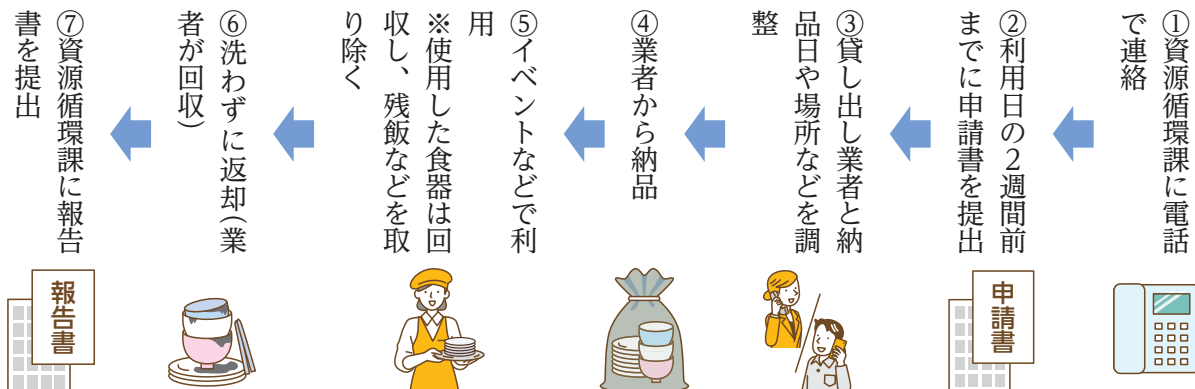 ①資源循環課に電話
で連絡
②利用日の２週間前
までに申請書を提出
③貸し出し業者と納
品日や場所などを調
整
④業者から納品
⑤イベントなどで利
用
※使用した食器は回
収し、残飯などを取
り除く
⑥洗わずに返却(業
者が回収)
⑦資源循環課に報告
書を提出
申請書
報告書